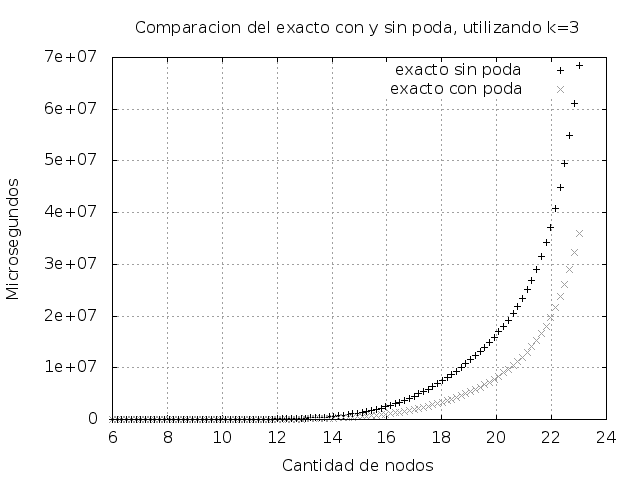 Comparacion del exacto con y sin poda, utilizando k=3
7e+07
6e+07
5e+07
4e+07
3e+07
2e+07
1e+07
0
exacto sin poda
exacto con poda
Microsegundos
6 8 10 12 14 16 18 20 22 24
Cantidad de nodos